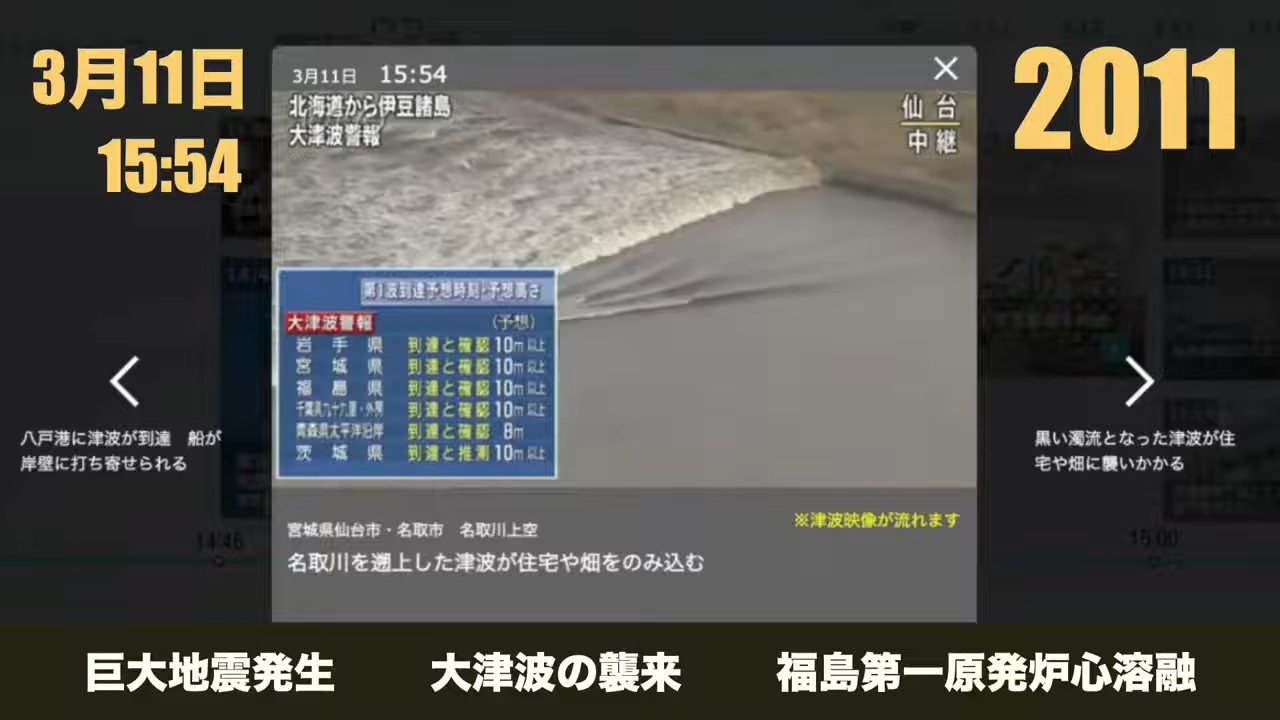 3月11日
15:54
2011
3月11日 15:54
北海道から伊豆諸島
大津波警報
仙台
中継
第1波到達予想時刻・予想高さ
大津波警報 (予想)
岩手県 到達と確認 10m以上
宮城県 到達と確認 10m以上
福島県 到達と確認 10m以上
千葉県九十九里・外房 到達と確認 10m以上
青森県太平洋沿岸 到達と確認 8m
茨城県 到達と推測 10m以上
八戸港に津波が到達 船が
岸壁に打ち寄せられる
黒い濁流となった津波が住
宅や畑に襲いかかる
宮城県仙台市・名取市 名取川上空
※津波映像が流れます
名取川を遡上した津波が住宅や畑をのみ込む
14:46
15:00
巨大地震発生 大津波の襲来 福島第一原発炉心溶融